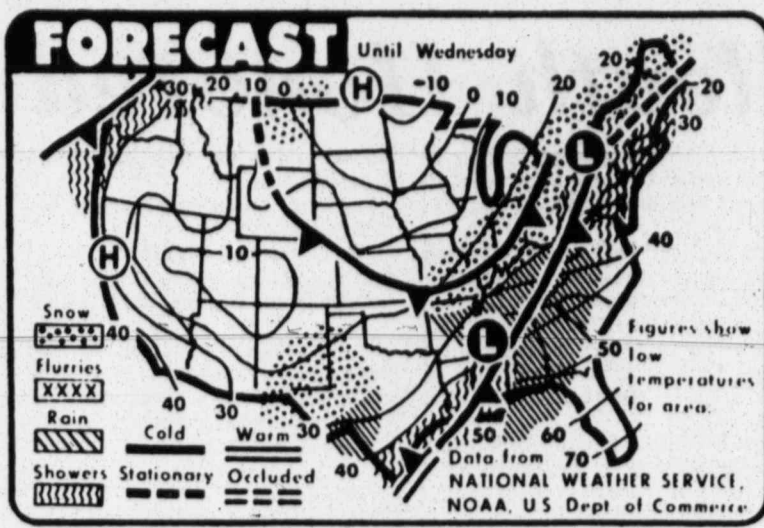 FORECAST
Until Wednesday
30 20 10 0 H -10 0 10 20 20 20
30
L
H
10
40
Snow
40
Flurries
XXXX
Rain
Showers
40 30 30 40
Cold Warm
Stationary Occluded
L
50 60 70
50
Figures show
low
temperatures
for area.
Data from
NATIONAL WEATHER SERVICE,
NOAA, U S Dept. of Commerce